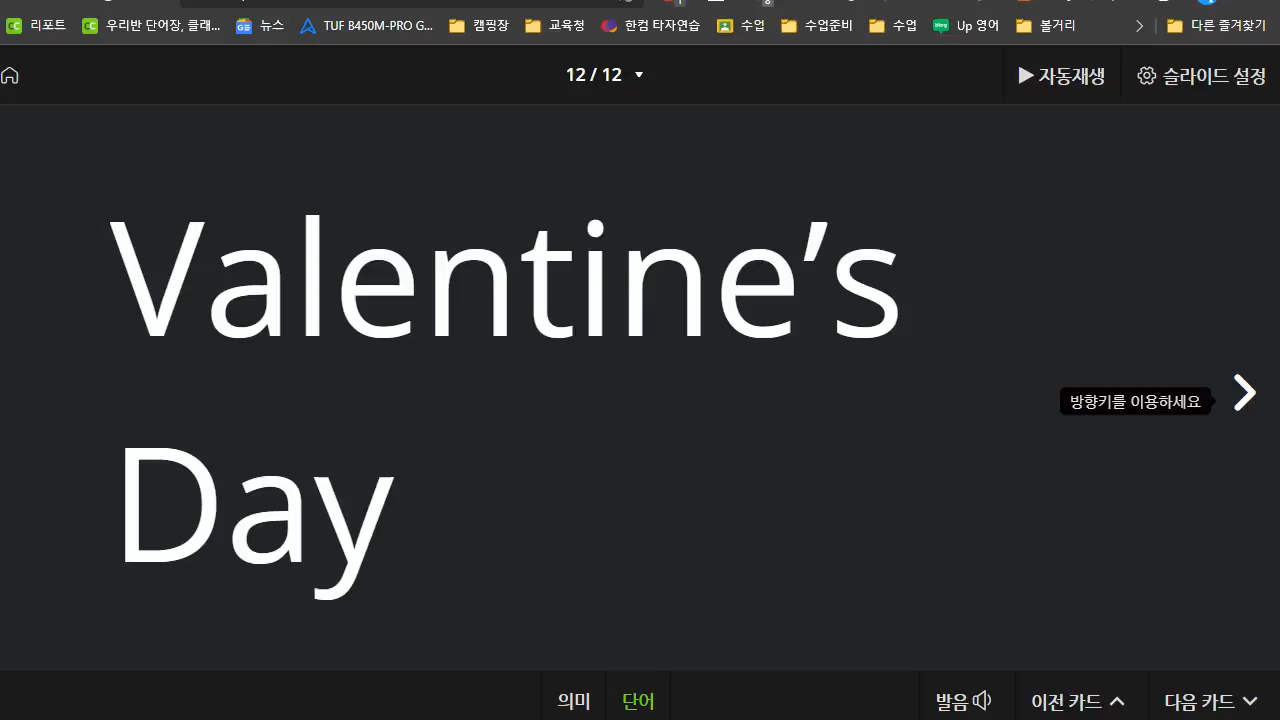 리포트 우리반 단어장, 클래... 뉴스 TUF B450M-PRO G... 캠핑장 교육청 한컴 타자연습 수업 수업준비 수업 Up 영어 볼거리 다른 즐겨찾기
12 / 12 자동재생 슬라이드 설정
Valentine’s
방향키를 이용하세요
Day
의미 단어 발음 이전 카드 다음 카드